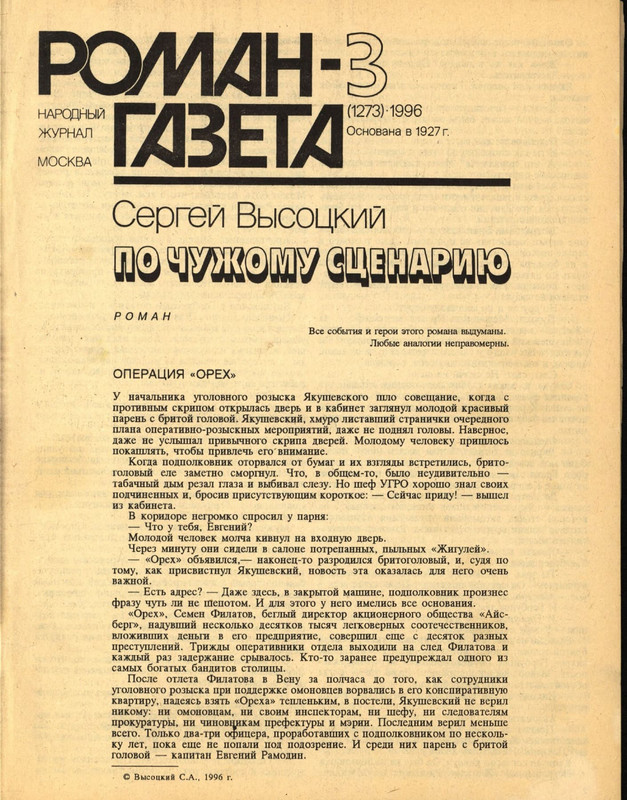 РОМАН-3
НАРОДНЫЙ
ЖУРНАЛ
МОСКВА
ГАЗЕТА
(1273)·1996
Основана в 1927 г.
Сергей Высоцкий
ПО ЧУЖОМУ СЦЕНАРИЮ
РОМАН
Все события и герои этого романа выдуманы.
Любые аналогии неправомерны.
ОПЕРАЦИЯ «ОРЕХ»
У начальника уголовного розыска Якушевского шло совещание, когда с
противным скрипом открылась дверь и в кабинет заглянул молодой красивый
парень с бритой головой. Якушевский, хмуро листавший странички очередного
плана оперативно-розыскных мероприятий, даже не поднял головы. Наверное,
даже не услышал привычного скрипа дверей. Молодому человеку пришлось
покашлять, чтобы привлечь его внимание.
Когда подполковник оторвался от бумаг и их взгляды встретились, брито-
головый еле заметно сморгнул. Что, в общем-то, было неудивительно —
табачный дым резал глаза и выбивал слезу. Но шеф УГРО хорошо знал своих
подчиненных и, бросив присутствующим короткое: — Сейчас приду! — вышел
из кабинета.
В коридоре негромко спросил у парня:
— Что у тебя, Евгений?
Молодой человек молча кивнул на входную дверь.
Через минуту они сидели в салоне потрепанных, пыльных «Жигулей».
— «Орех» объявился,— наконец-то разродился бритоголовый, и, судя по
тому, как присвистнул Якушевский, новость эта оказалась для него очень
важной.
— Есть адрес? — Даже здесь, в закрытой машине, подполковник произнес
фразу чуть ли не шепотом. И для этого у него имелись все основания.
«Орех», Семен Филатов, беглый директор акционерного общества «Айс-
берг», надувший несколько десятков тысяч легковерных соотечественников,
вложивших деньги в его предприятие, совершил еще с десяток разных
преступлений. Трижды оперативники отдела выходили на след Филатова и
каждый раз задержание срывалось. Кто-то заранее предупреждал одного из
самых богатых бандитов столицы.
После отлета Филатова в Вену за полчаса до того, как сотрудники
уголовного розыска при поддержке омоновцев ворвались в его конспиративную
квартиру, надеясь взять «Ореха» тепленьким, в постели, Якушевский не верил
никому: ни омоновцам, ни своим инспекторам, ни шефу, ни следователям
прокуратуры, ни чиновникам префектуры и мэрии. Последним верил меньше
всего. Только два-три офицера, проработавших с подполковником по несколь-
ку лет, пока еще не попали под подозрение. И среди них парень с бритой
головой — капитан Евгений Рамодин.
© Высоцкий С.А., 1996 г.